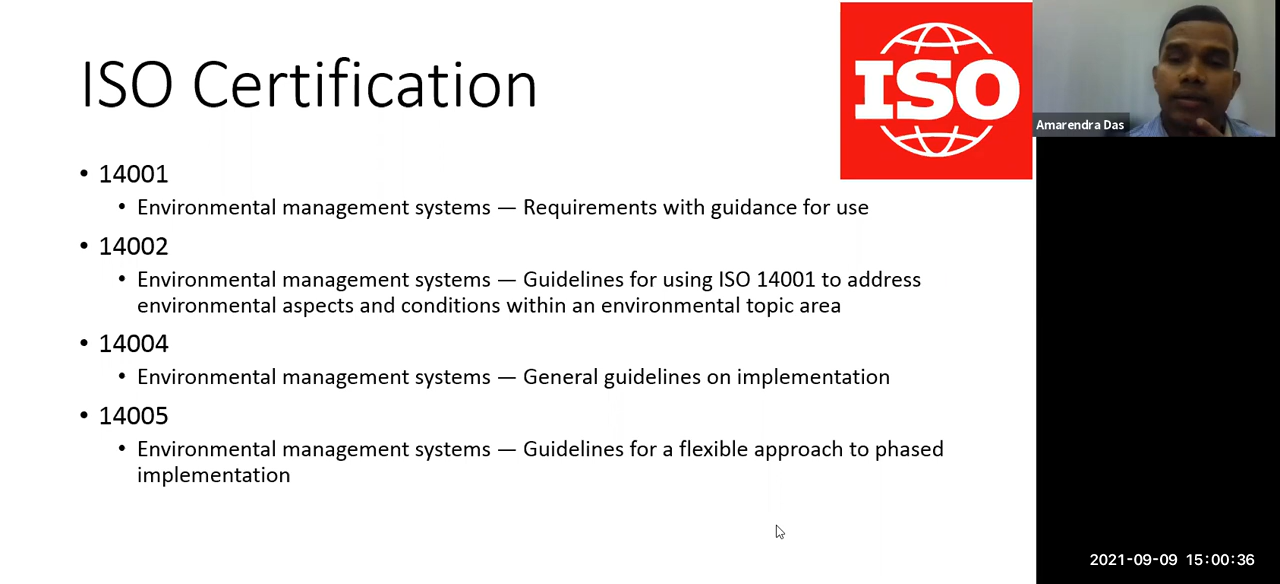 ISO Certification
ISO
Amarendra Das
• 14001
• Environmental management systems — Requirements with guidance for use
• 14002
• Environmental management systems — Guidelines for using ISO 14001 to address
environmental aspects and conditions within an environmental topic area
• 14004
• Environmental management systems — General guidelines on implementation
• 14005
• Environmental management systems — Guidelines for a flexible approach to phased
implementation
2021-09-09 15:00:36